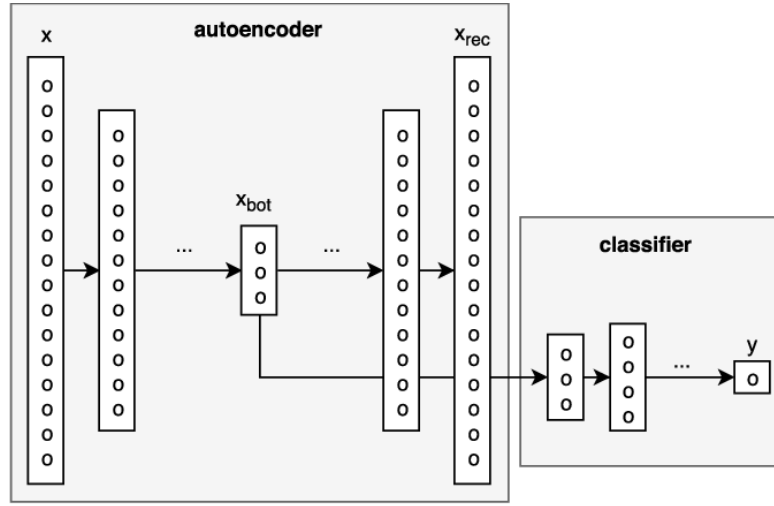 autoencoder
x
x_rec
x_bot
...
...
classifier
y
...